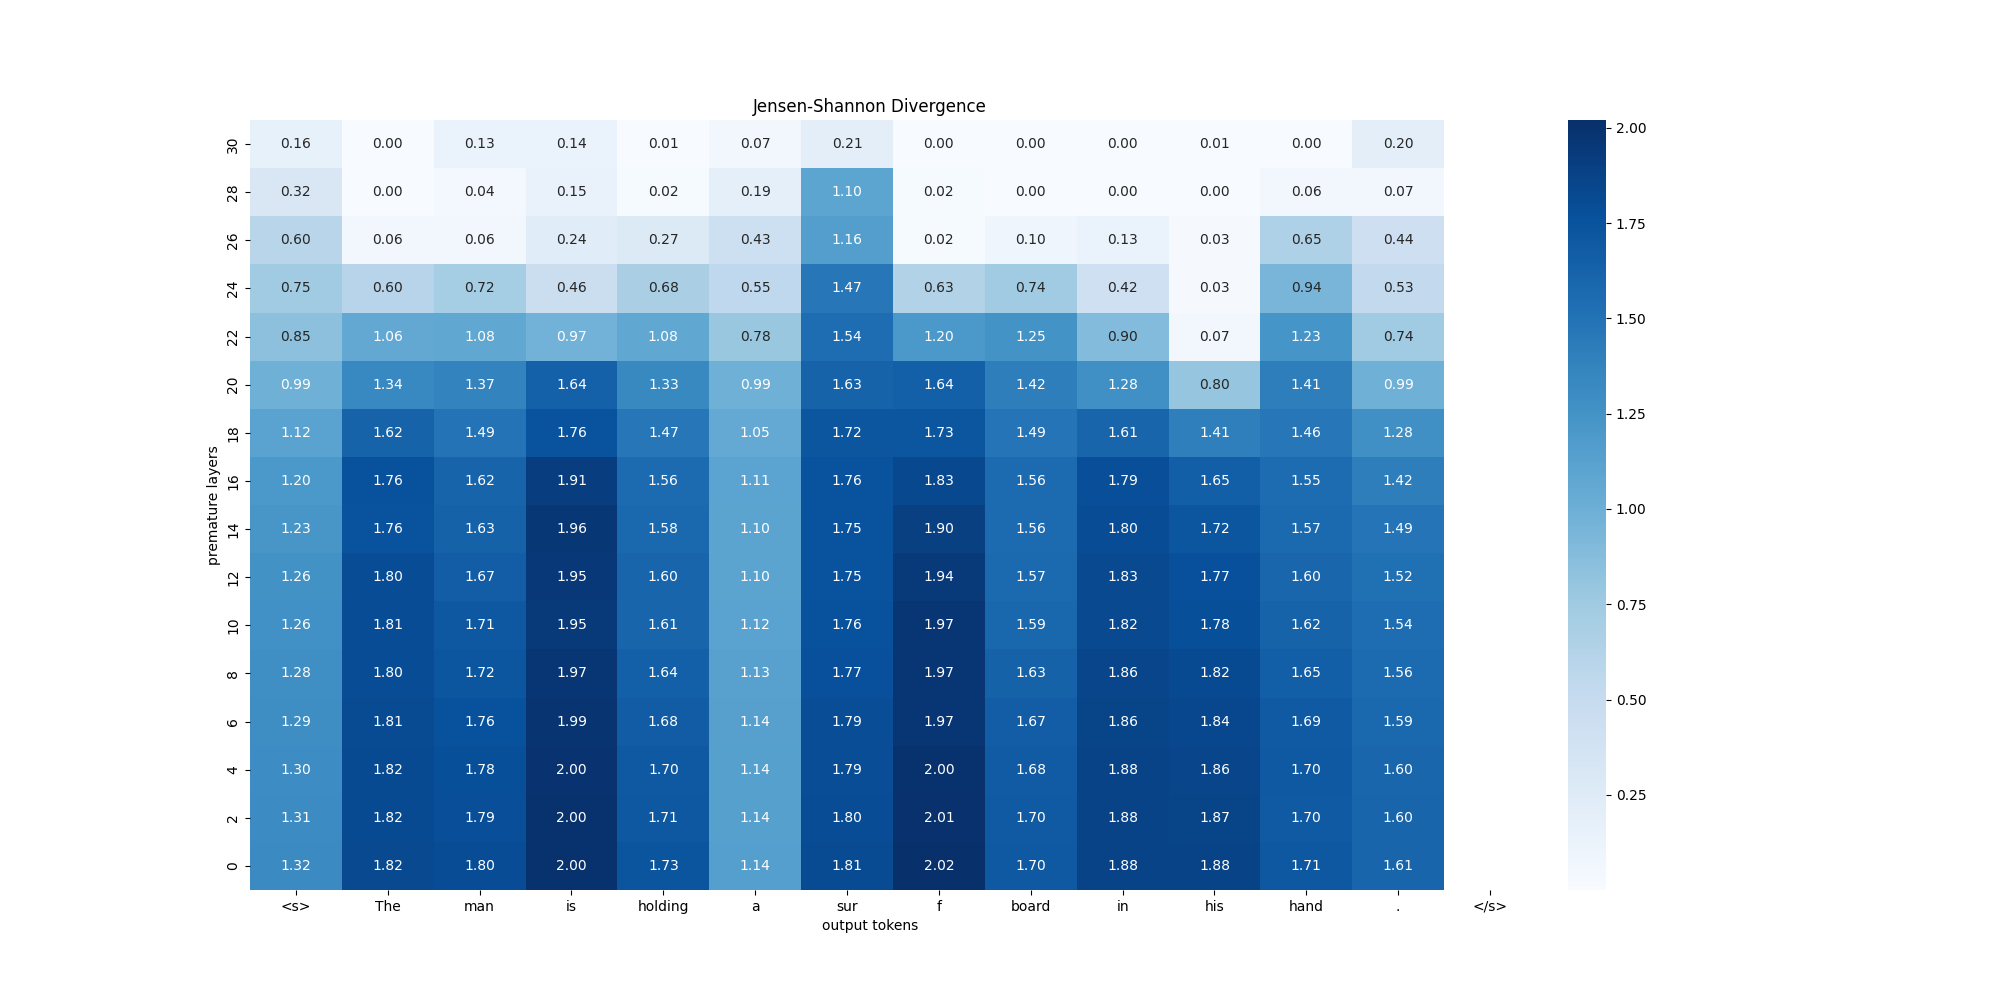 Jensen-Shannon Divergence
30 0.16 0.00 0.13 0.14 0.01 0.07 0.21 0.00 0.00 0.00 0.01 0.00 0.20
28 0.32 0.00 0.04 0.15 0.02 0.19 1.10 0.02 0.00 0.00 0.00 0.06 0.07
26 0.60 0.06 0.06 0.24 0.27 0.43 1.16 0.02 0.10 0.13 0.03 0.65 0.44
24 0.75 0.60 0.72 0.46 0.68 0.55 1.47 0.63 0.74 0.42 0.03 0.94 0.53
22 0.85 1.06 1.08 0.97 1.08 0.78 1.54 1.20 1.25 0.90 0.07 1.23 0.74
20 0.99 1.34 1.37 1.64 1.33 0.99 1.63 1.64 1.42 1.28 0.80 1.41 0.99
18 1.12 1.62 1.49 1.76 1.47 1.05 1.72 1.73 1.49 1.61 1.41 1.46 1.28
16 1.20 1.76 1.62 1.91 1.56 1.11 1.76 1.83 1.56 1.79 1.65 1.55 1.42
14 1.23 1.76 1.63 1.96 1.58 1.10 1.75 1.90 1.56 1.80 1.72 1.57 1.49
12 1.26 1.80 1.67 1.95 1.60 1.10 1.75 1.94 1.57 1.83 1.77 1.60 1.52
10 1.26 1.81 1.71 1.95 1.61 1.12 1.76 1.97 1.59 1.82 1.78 1.62 1.54
8 1.28 1.80 1.72 1.97 1.64 1.13 1.77 1.97 1.63 1.86 1.82 1.65 1.56
6 1.29 1.81 1.76 1.99 1.68 1.14 1.79 1.97 1.67 1.86 1.84 1.69 1.59
4 1.30 1.82 1.78 2.00 1.70 1.14 1.79 2.00 1.68 1.88 1.86 1.70 1.60
2 1.31 1.82 1.79 2.00 1.71 1.14 1.80 2.01 1.70 1.88 1.87 1.70 1.60
0 1.32 1.82 1.80 2.00 1.73 1.14 1.81 2.02 1.70 1.88 1.88 1.71 1.61
<s> The man is holding a sur f board in his hand . </s>
output tokens
premature layers
2.00
1.75
1.50
1.25
1.00
0.75
0.50
0.25